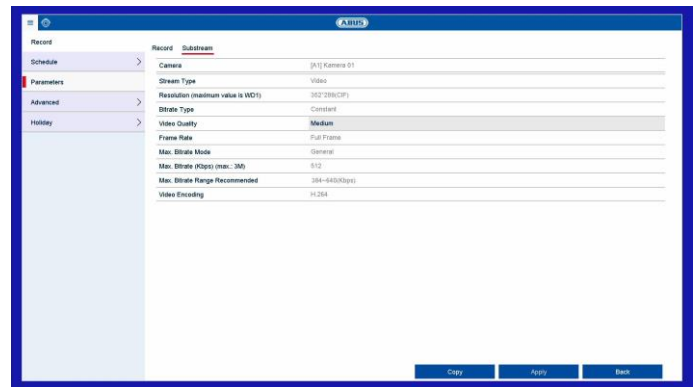 ABUS
Record
Schedule
Parameters
Advanced
Holiday
Record Substream
Camera [A1] Kamera 01
Stream Type Video
Resolution (maximum value is WD1) 352*288(CIF)
Bitrate Type Constant
Video Quality Medium
Frame Rate Full Frame
Max. Bitrate Mode General
Max. Bitrate (Kbps) (max.: 3M) 512
Max. Bitrate Range Recommended 384~640(Kbps)
Video Encoding H.264
Copy Apply Back